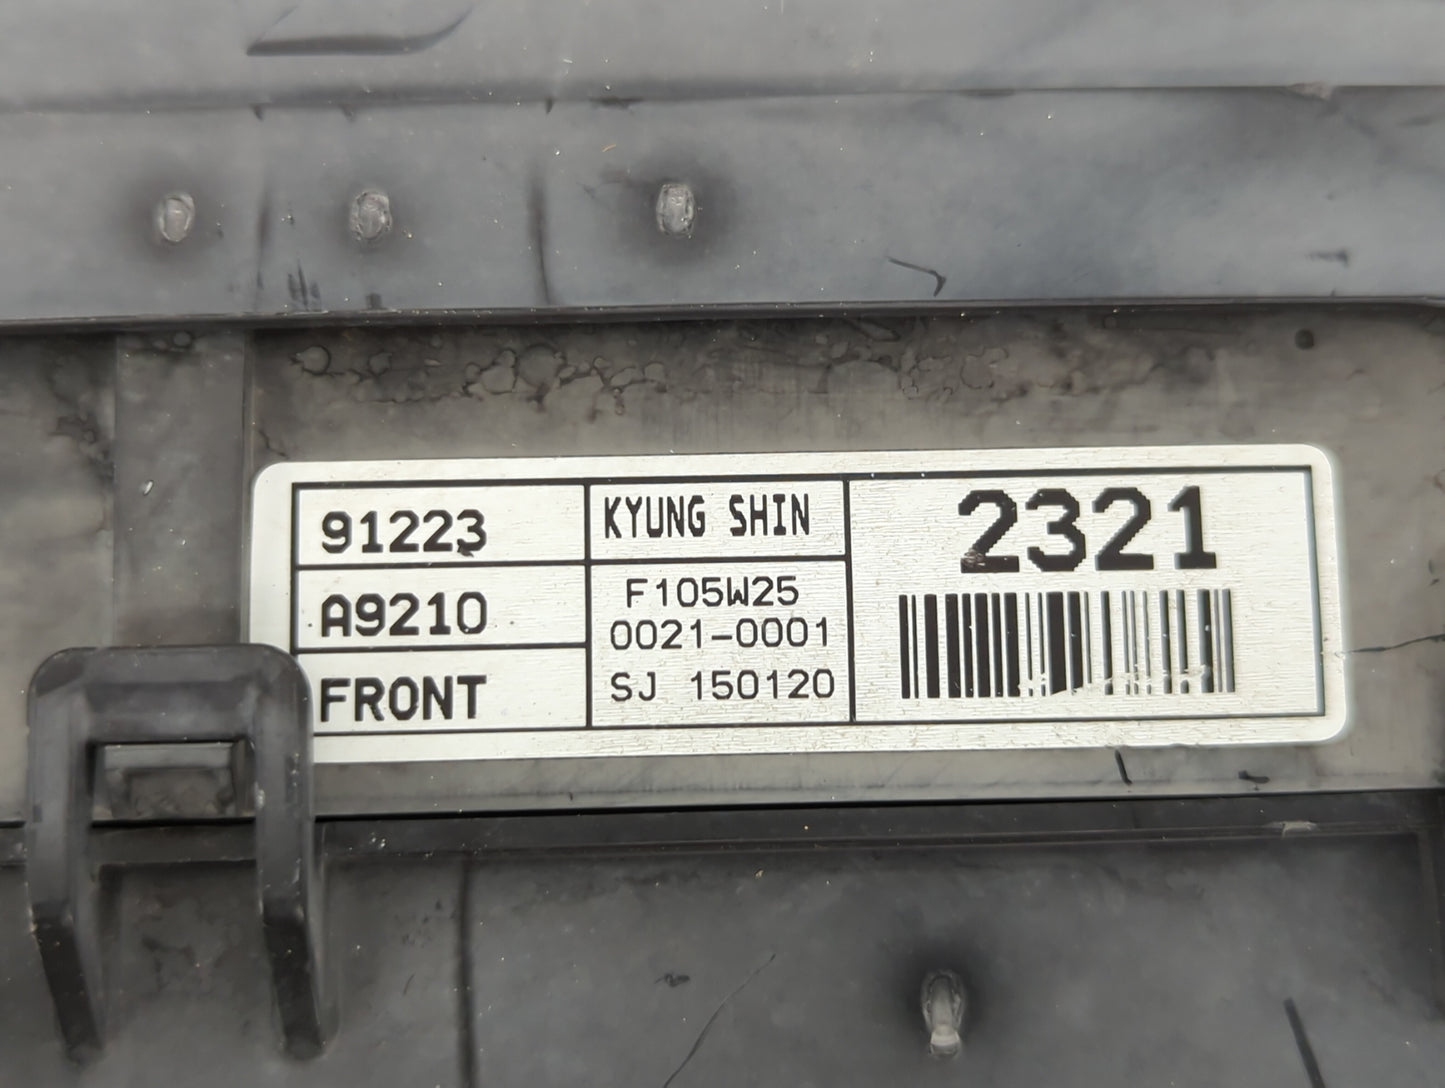 91223
A9210
FRONT
KYUNG SHIN
F105W25
0021-0001
SJ 150120
2321